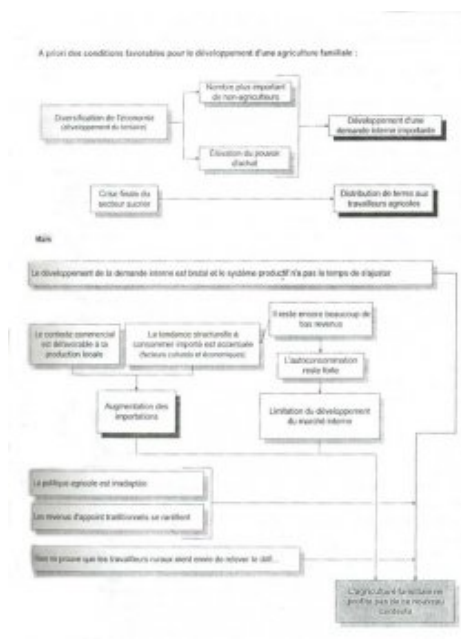 A priori des conditions favorables pour le développement d'une agriculture familiale :
Nombre plus important
de non-agriculteurs
Diversification de l'économie
(développement du tertiaire)
Développement d'une
demande interne importante
Élévation du pouvoir
d'achat
Crise finale du
secteur sucrier
Distribution de terres aux
travailleurs agricoles
Mais
Le développement de la demande interne est brutal et le système productif n'a pas le temps de s'ajuster
Il reste encore beaucoup de
bas revenus
Le contexte commercial
est défavorable à la
production locale
La tendance structurelle à
consommer importé est accentuée
(facteurs culturels et économiques)
L'autoconsommation
reste forte
Augmentation des
importations
Limitation du développement
du marché interne
La politique agricole est inadaptée
Les revenus d'appoint traditionnels se raréfient
Rien ne prouve que les travailleurs ruraux aient envie de relever le défi...
L'agriculture familiale ne
profite pas de ce nouveau
contexte